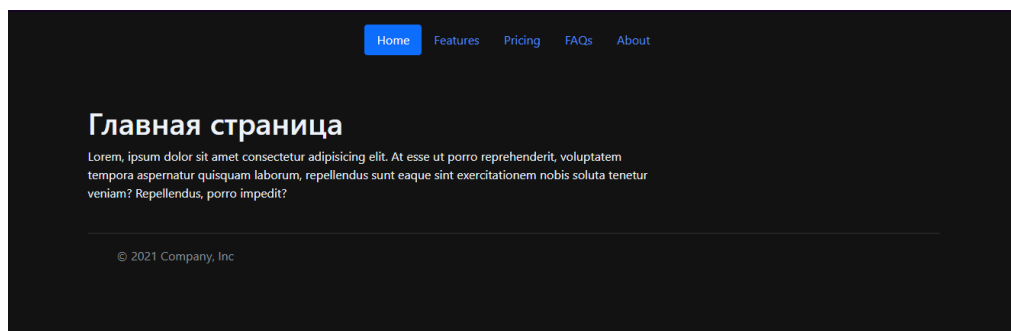 Home Features Pricing FAQs About
Главная страница
Lorem, ipsum dolor sit amet consectetur adipisicing elit. At esse ut porro reprehenderit, voluptatem
tempora aspernatur quisquam laborum, repellendus sunt eaque sint exercitationem nobis soluta tenetur
veniam? Repellendus, porro impedit?
© 2021 Company, Inc